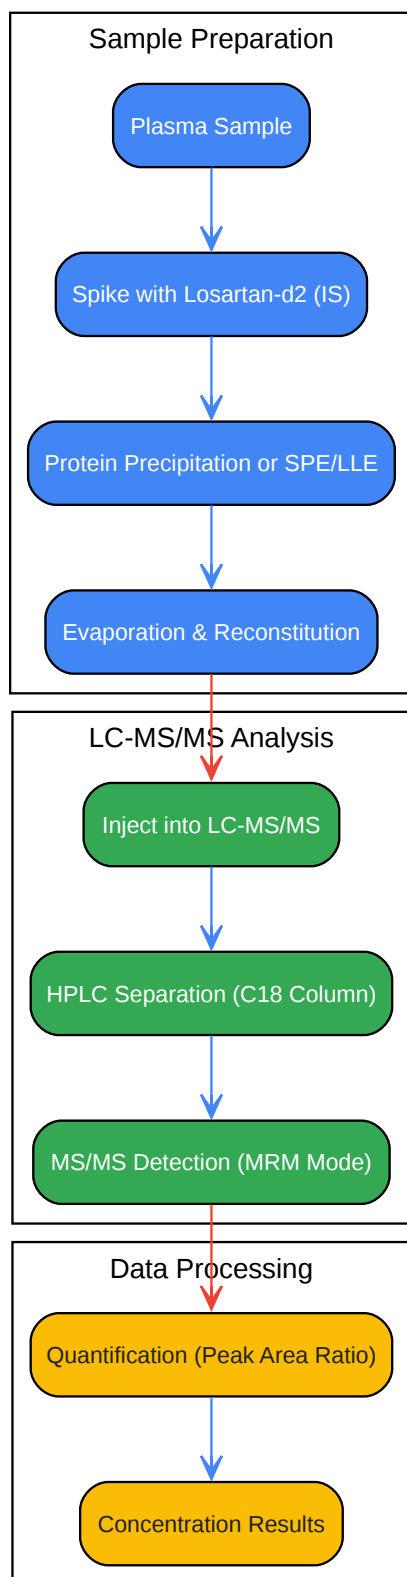 Sample Preparation
Plasma Sample
Spike with Losartan-d2 (IS)
Protein Precipitation or SPE/LLE
Evaporation & Reconstitution
LC-MS/MS Analysis
Inject into LC-MS/MS
HPLC Separation (C18 Column)
MS/MS Detection (MRM Mode)
Data Processing
Quantification (Peak Area Ratio)
Concentration Results